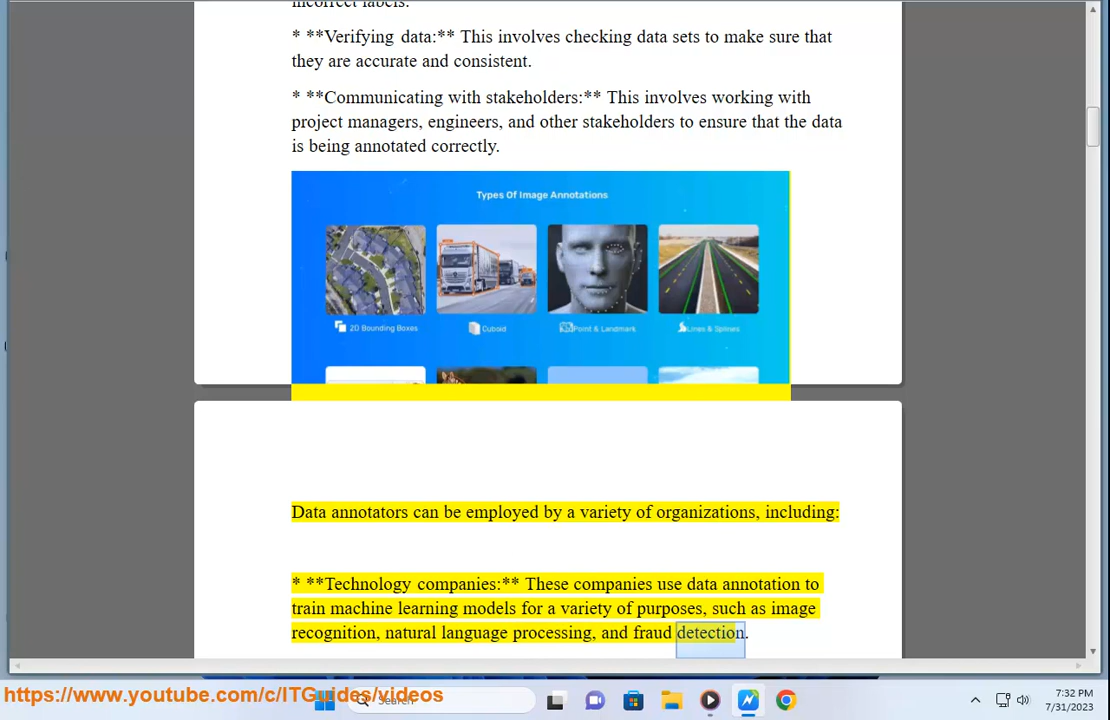 incorrect labels.
* **Verifying data:** This involves checking data sets to make sure that
they are accurate and consistent.
* **Communicating with stakeholders:** This involves working with
project managers, engineers, and other stakeholders to ensure that the data
is being annotated correctly.
Types Of Image Annotations
2D Bounding Boxes
Cuboid
Point & Landmark
Lines & Splines
Data annotators can be employed by a variety of organizations, including:
* **Technology companies:** These companies use data annotation to
train machine learning models for a variety of purposes, such as image
recognition, natural language processing, and fraud detection.
https://www.youtube.com/c/ITGuides/videos
Search
7:32 PM
7/31/2023